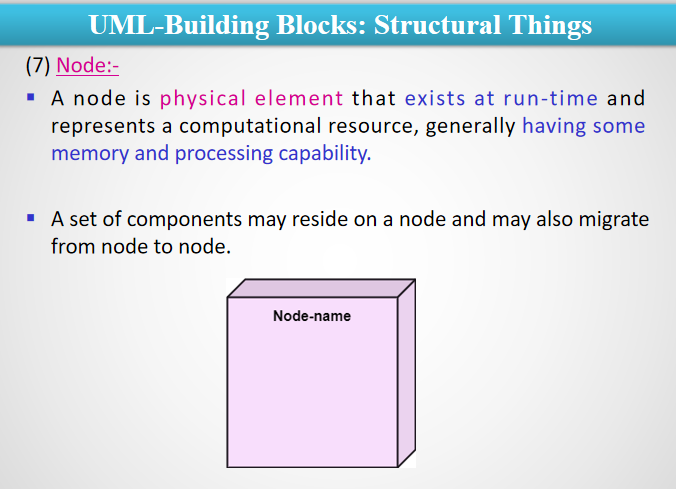 UML-Building Blocks: Structural Things
(7) Node:-
▪ A node is physical element that exists at run-time and
represents a computational resource, generally having some
memory and processing capability.
▪ A set of components may reside on a node and may also migrate
from node to node.
Node-name